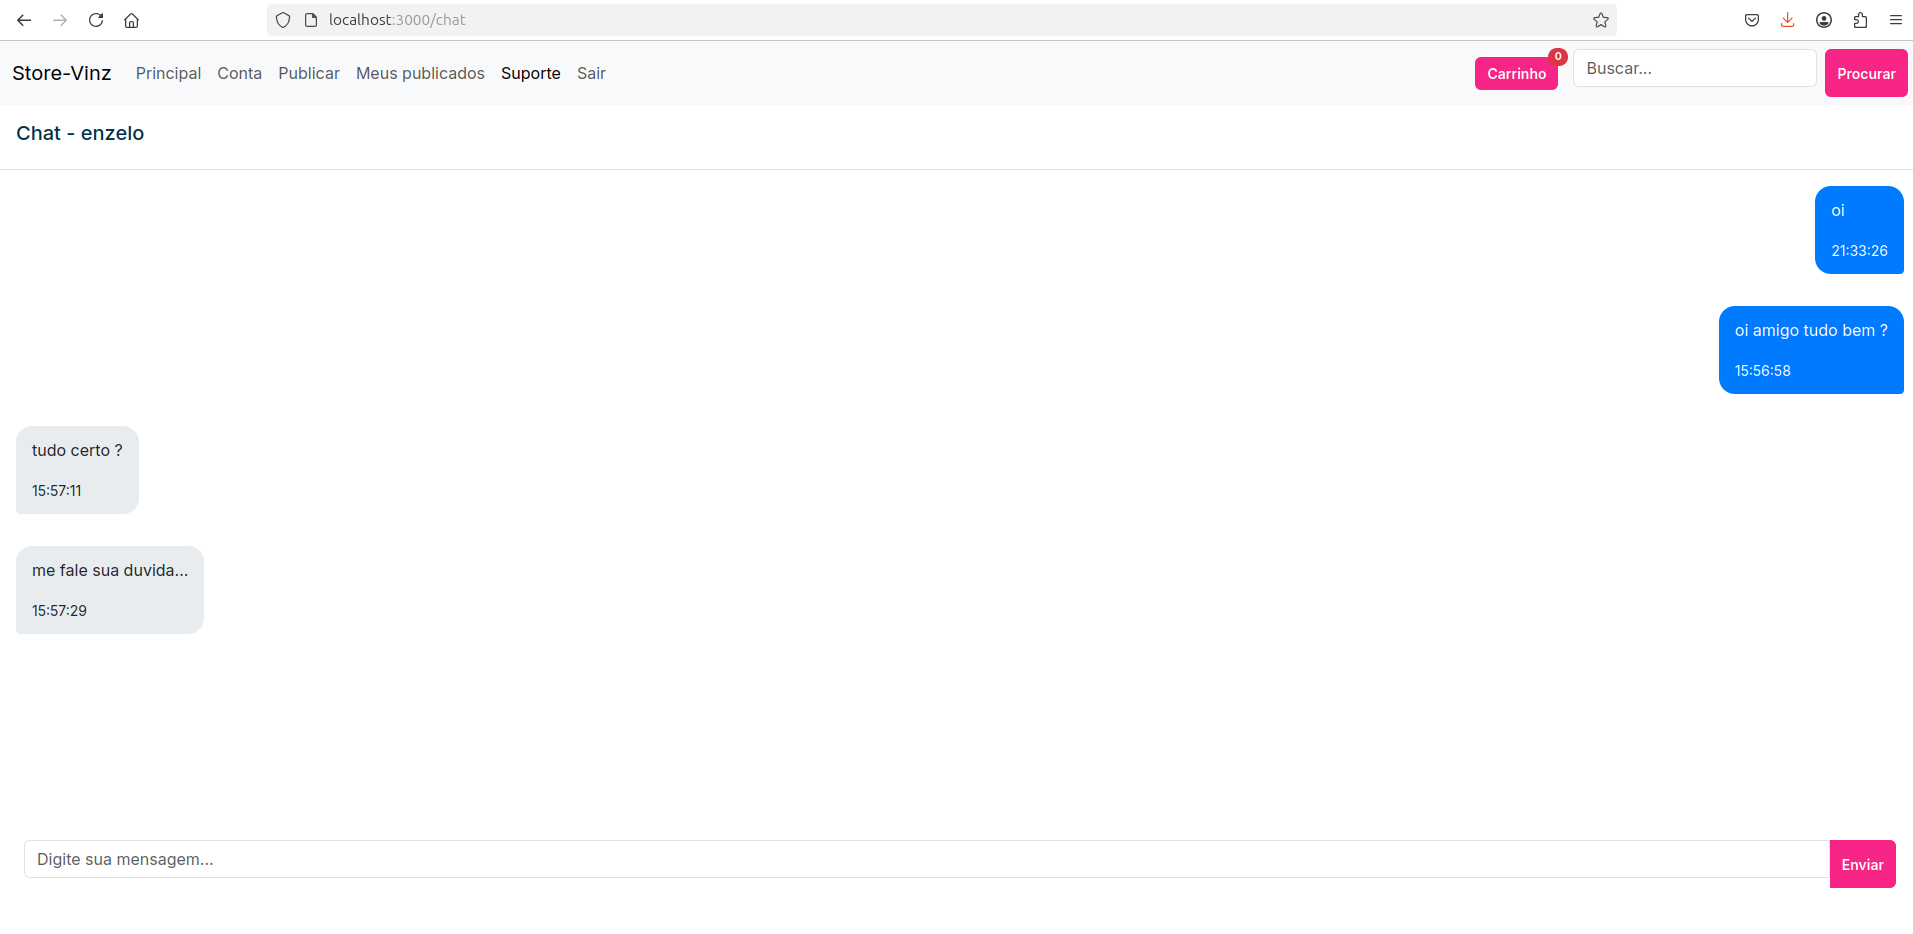 localhost:3000/chat
Store-Vinz Principal Conta Publicar Meus publicados Suporte Sair Carrinho 0 Buscar... Procurar
Chat - enzelo
oi
21:33:26
oi amigo tudo bem ?
15:56:58
tudo certo ?
15:57:11
me fale sua duvida...
15:57:29
Digite sua mensagem... Enviar